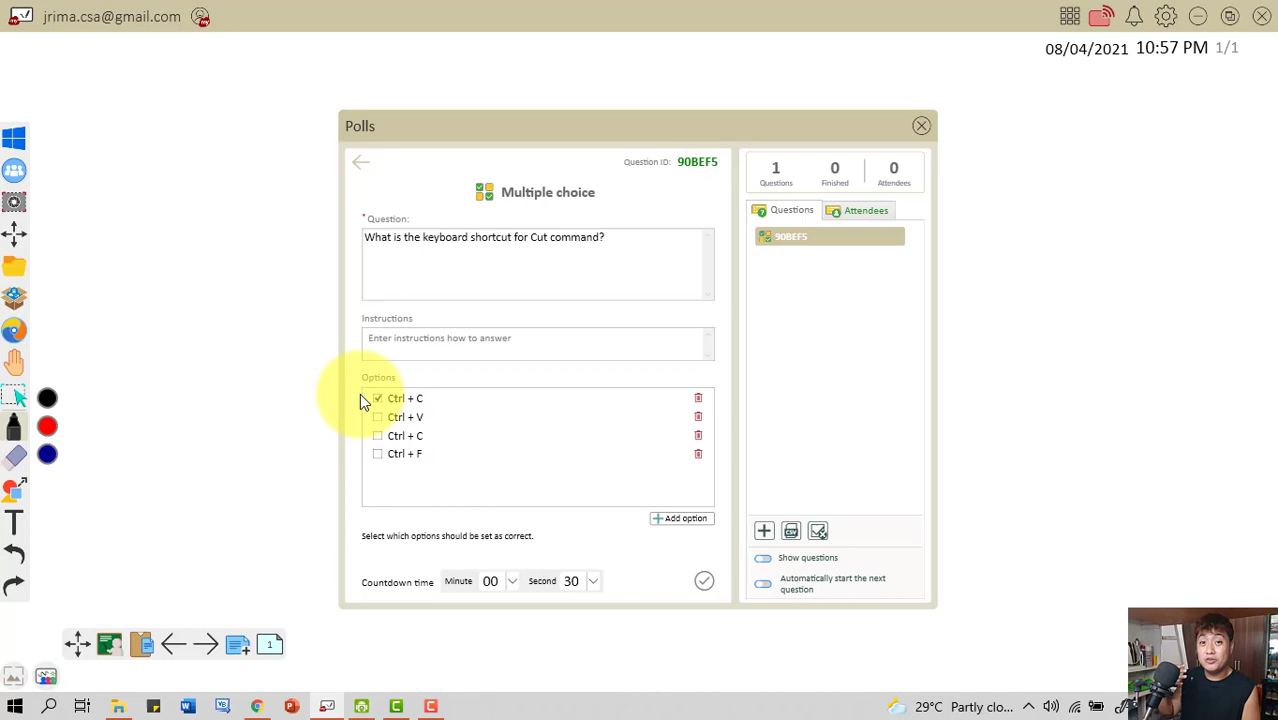 jrima.csa@gmail.com
08/04/2021 10:57 PM 1/1
Polls
Question ID: 90BEF5
Multiple choice
* Question:
What is the keyboard shortcut for Cut command?
Instructions
Enter instructions how to answer
Options
Ctrl + C
Ctrl + V
Ctrl + C
Ctrl + F
Add option
Select which options should be set as correct.
Countdown time Minute 00 Second 30
1 0 0
Questions Finished Attendees
Questions Attendees
90BEF5
CSV
Show questions
Automatically start the next
question
T
1
29°C Partly clo...